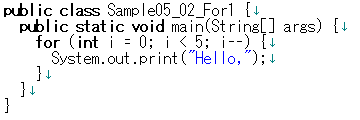 public class Sample05_02_For1 {↓
  public static void main(String[] args) {↓
    for (int i = 0; i < 5; i--) {↓
      System.out.print("Hello,");↓
    }↓
  }↓
}